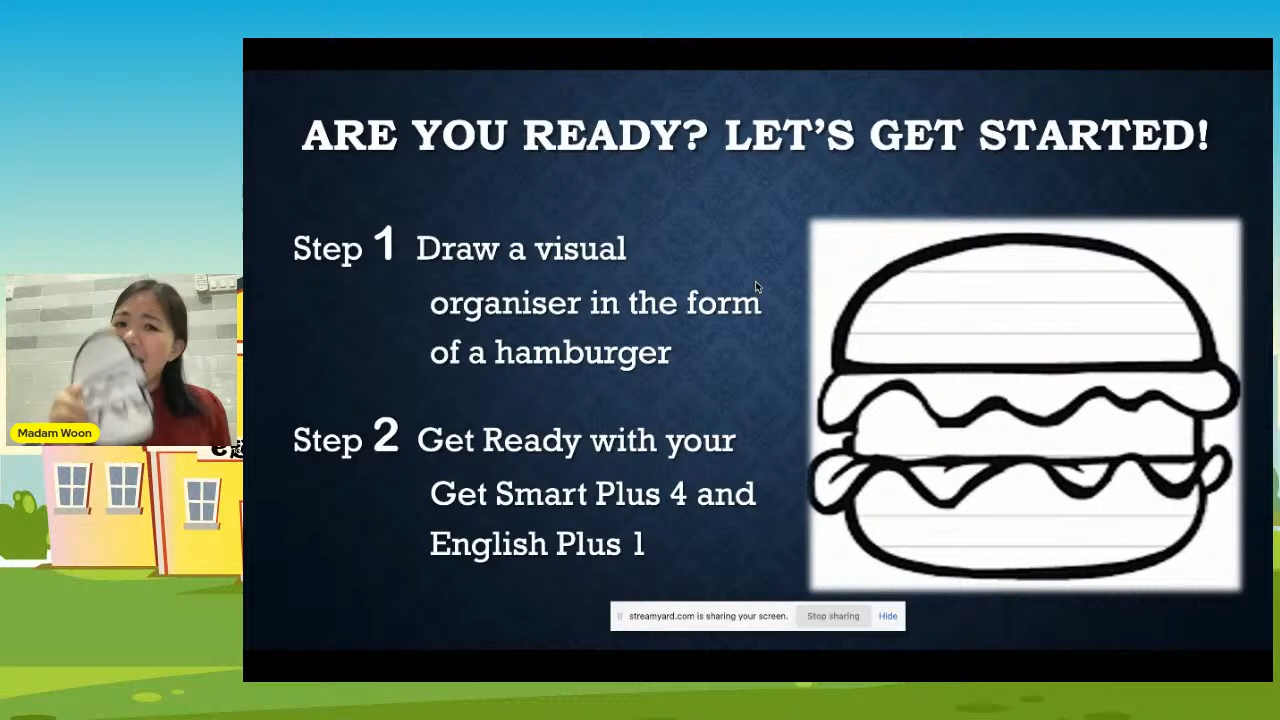 ARE YOU READY? LET'S GET STARTED!
Step 1 Draw a visual
organiser in the form
of a hamburger
Step 2 Get Ready with your
Get Smart Plus 4 and
English Plus 1
Madam Woon
streamyard.com is sharing your screen. Stop sharing Hide